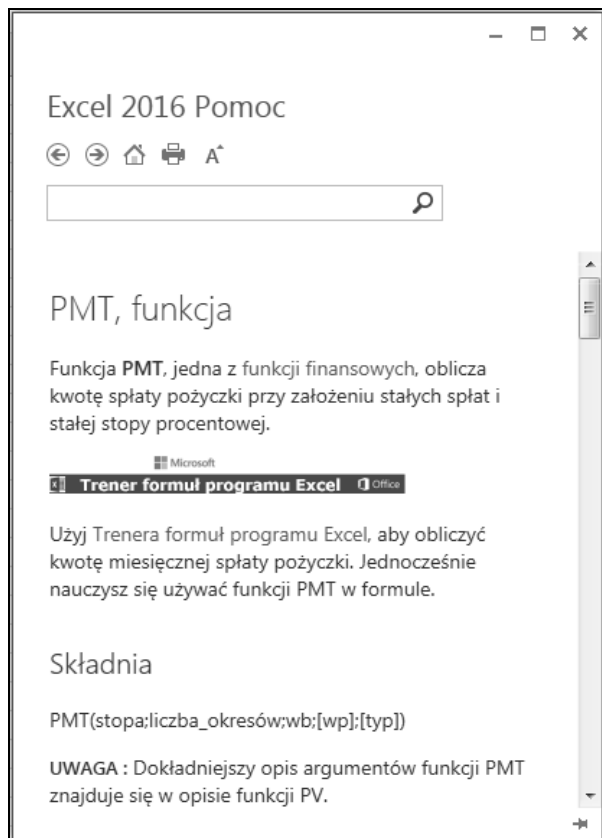 Excel 2016 Pomoc
A
PMT, funkcja
Funkcja PMT, jedna z funkcji finansowych, oblicza
kwotę spłaty pożyczki przy założeniu stałych spłat i
stałej stopy procentowej.
Microsoft
Trener formuł programu Excel Office
Użyj Trenera formuł programu Excel, aby obliczyć
kwotę miesięcznej spłaty pożyczki. Jednocześnie
nauczysz się używać funkcji PMT w formule.
Składnia
PMT(stopa;liczba_okresów;wb;[wp];[typ])
UWAGA : Dokładniejszy opis argumentów funkcji PMT
znajduje się w opisie funkcji PV.